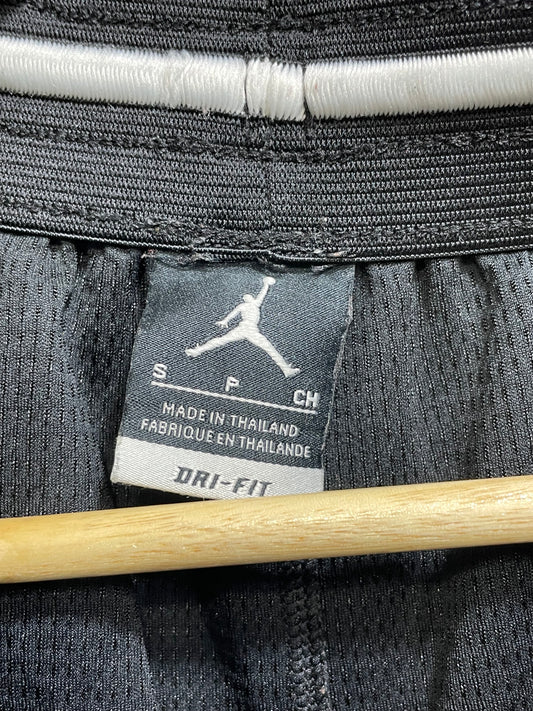 S P CH
MADE IN THAILAND
FABRIQUE EN THAILANDE
DRI-FIT